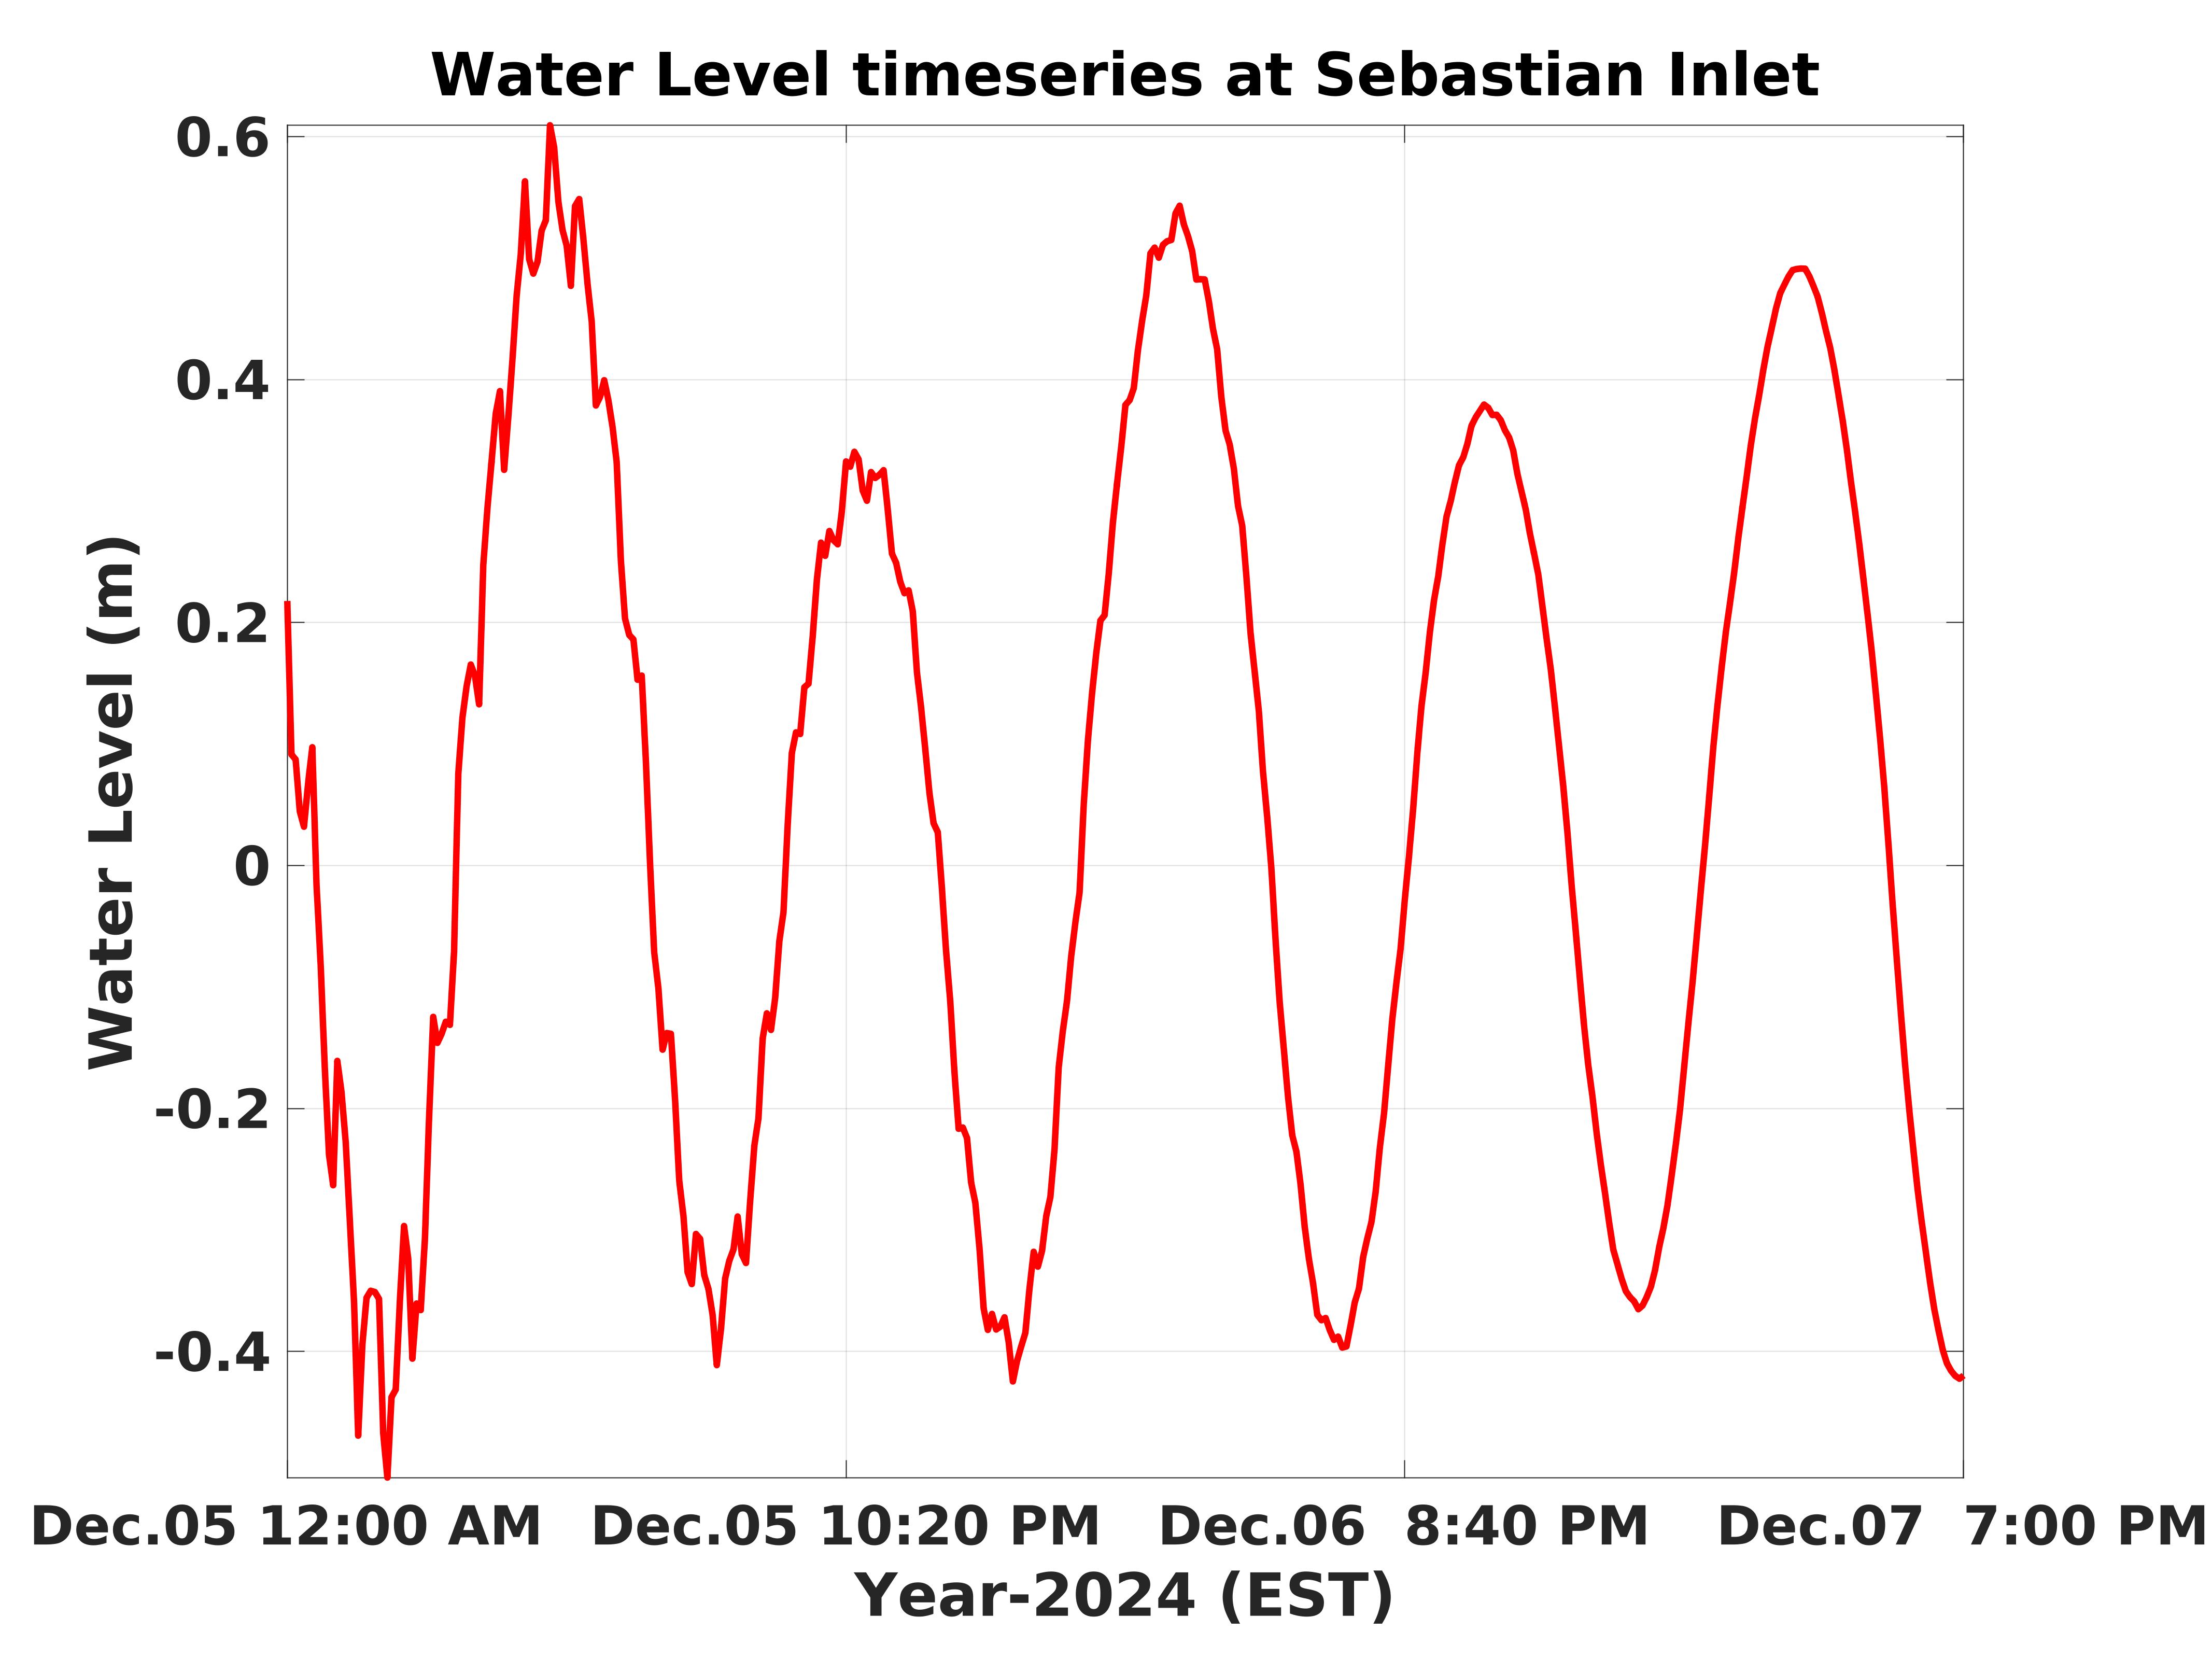 Water Level timeseries at Sebastian Inlet
0.6
0.4
0.2
0
-0.2
-0.4
Water Level (m)
Dec.05 12:00 AM Dec.05 10:20 PM Dec.06 8:40 PM Dec.07 7:00 PM
Year-2024 (EST)